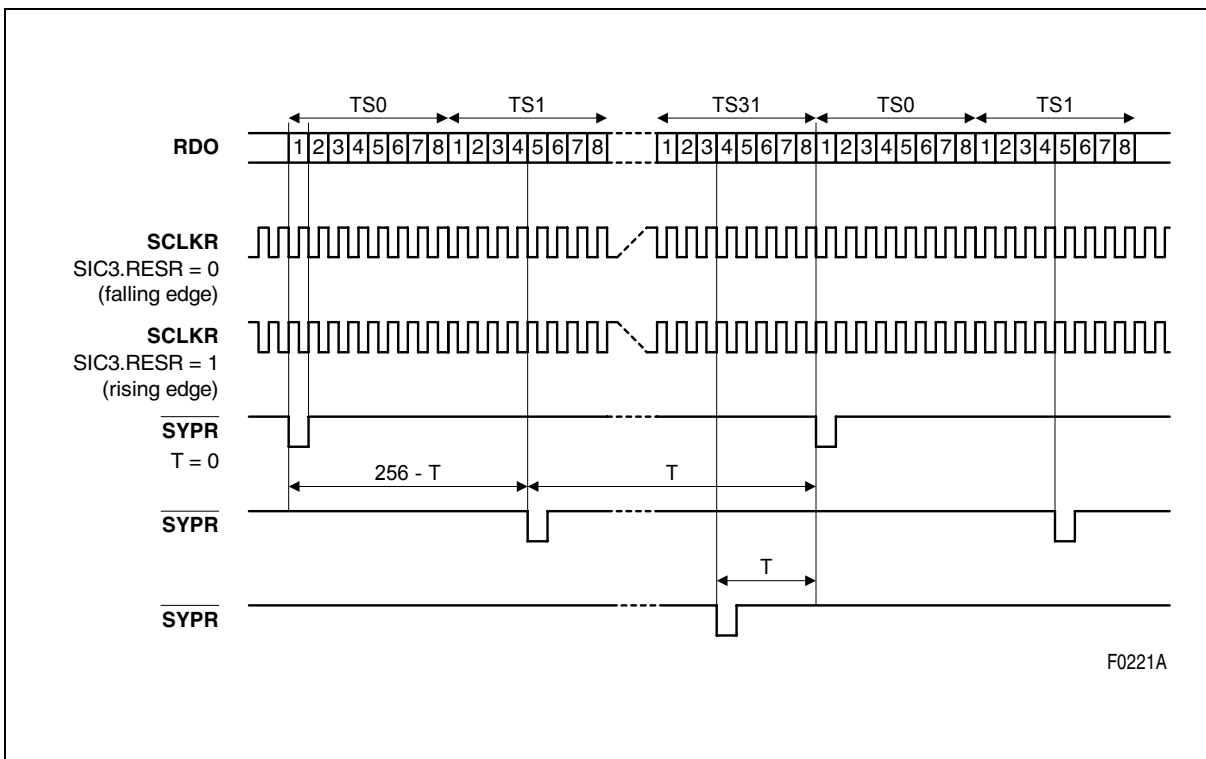 TS0 TS1 TS31 TS0 TS1
RDO 1 2 3 4 5 6 7 8 1 2 3 4 5 6 7 8 1 2 3 4 5 6 7 8 1 2 3 4 5 6 7 8 1 2 3 4 5 6 7 8
SCLKR
SIC3.RESR = 0
(falling edge)
SCLKR
SIC3.RESR = 1
(rising edge)
SYPR
T = 0
256 - T T
SYPR
T
SYPR
F0221A